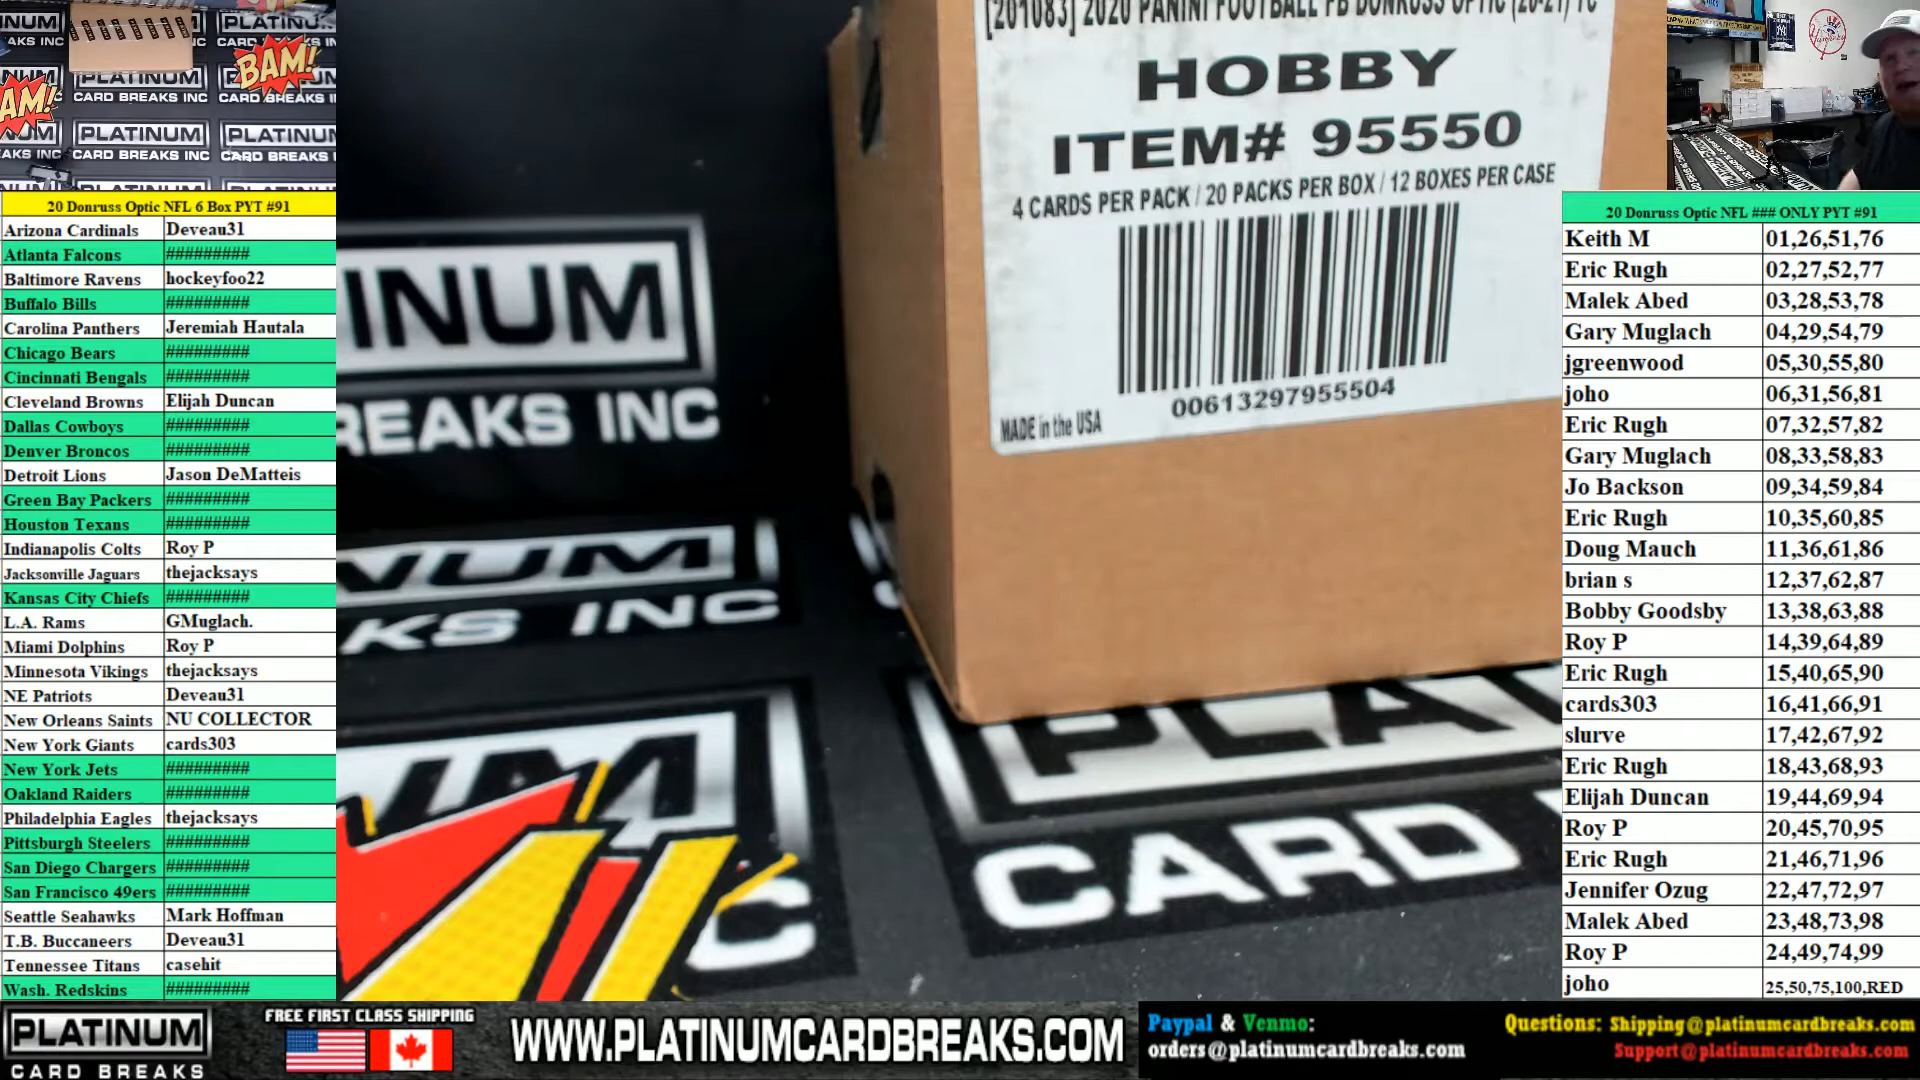 PLATINUM
CARD BREAKS INC
BAM!
20 Donruss Optic NFL 6 Box PYT #91
Arizona Cardinals Deveau31
Atlanta Falcons #########
Baltimore Ravens hockeyfoo22
Buffalo Bills #########
Carolina Panthers Jeremiah Hautala
Chicago Bears #########
Cincinnati Bengals #########
Cleveland Browns Elijah Duncan
Dallas Cowboys #########
Denver Broncos #########
Detroit Lions Jason DeMatteis
Green Bay Packers #########
Houston Texans #########
Indianapolis Colts Roy P
Jacksonville Jaguars thejacksays
Kansas City Chiefs #########
L.A. Rams GMuglach.
Miami Dolphins Roy P
Minnesota Vikings thejacksays
NE Patriots Deveau31
New Orleans Saints NU COLLECTOR
New York Giants cards303
New York Jets #########
Oakland Raiders #########
Philadelphia Eagles thejacksays
Pittsburgh Steelers #########
San Diego Chargers #########
San Francisco 49ers #########
Seattle Seahawks Mark Hoffman
T.B. Buccaneers Deveau31
Tennessee Titans casehit
Wash. Redskins #########
[201083] 2020 PANINI FOOTBALL FB DONRUSS OPTIC (20-21) TC
HOBBY
ITEM# 95550
4 CARDS PER PACK / 20 PACKS PER BOX / 12 BOXES PER CASE
00613297955504
MADE in the USA
INUM
REAKS INC
NUM
KS INC
PLA
CARD
20 Donruss Optic NFL ### ONLY PYT #91
Keith M 01,26,51,76
Eric Rugh 02,27,52,77
Malek Abed 03,28,53,78
Gary Muglach 04,29,54,79
jgreenwood 05,30,55,80
joho 06,31,56,81
Eric Rugh 07,32,57,82
Gary Muglach 08,33,58,83
Jo Backson 09,34,59,84
Eric Rugh 10,35,60,85
Doug Mauch 11,36,61,86
brian s 12,37,62,87
Bobby Goodsby 13,38,63,88
Roy P 14,39,64,89
Eric Rugh 15,40,65,90
cards303 16,41,66,91
slurve 17,42,67,92
Eric Rugh 18,43,68,93
Elijah Duncan 19,44,69,94
Roy P 20,45,70,95
Eric Rugh 21,46,71,96
Jennifer Ozug 22,47,72,97
Malek Abed 23,48,73,98
Roy P 24,49,74,99
joho 25,50,75,100,RED
PLATINUM
CARD BREAKS
FREE FIRST CLASS SHIPPING
WWW.PLATINUMCARDBREAKS.COM
Paypal & Venmo:
orders@platinumcardbreaks.com
Questions: Shipping@platinumcardbreaks.com
Support@platinumcardbreaks.com